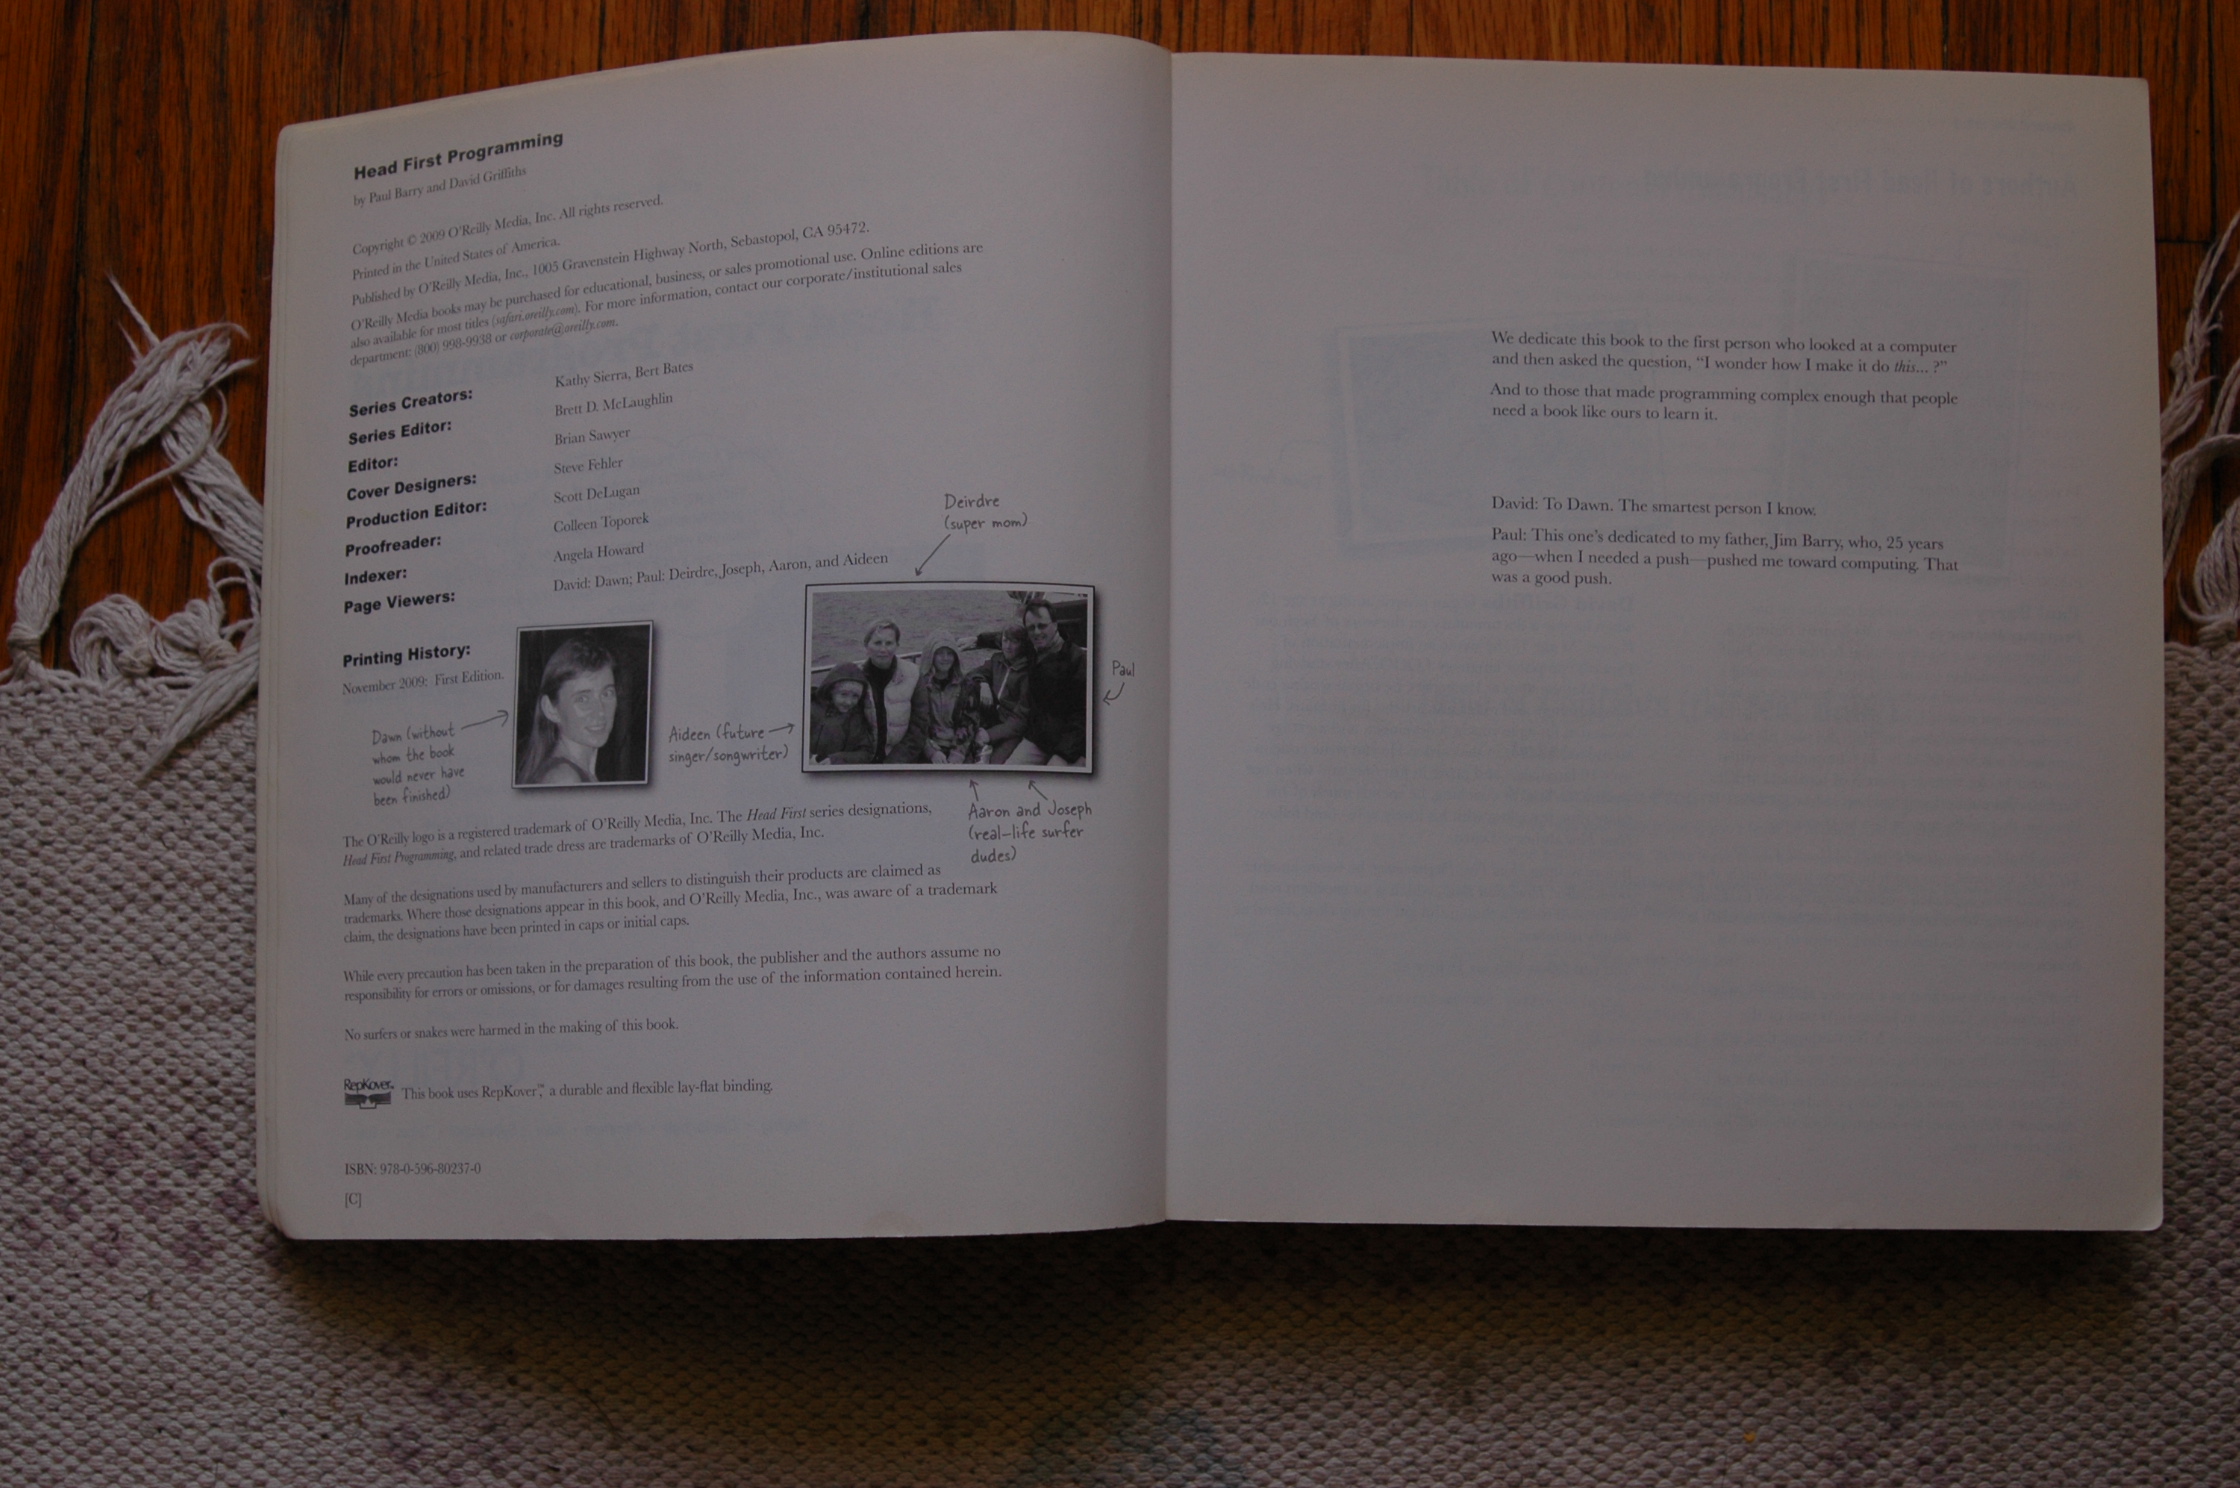 Head First Programming
by Paul Barry and David Griffiths
Copyright © 2009 O'Reilly Media, Inc. All rights reserved.
Printed in the United States of America.
Published by O'Reilly Media, Inc., 1005 Gravenstein Highway North, Sebastopol, CA 95472.
O'Reilly Media books may be purchased for educational, business, or sales promotional use. Online editions are
also available for most titles (safari.oreilly.com). For more information, contact our corporate/institutional sales
department: (800) 998-9938 or corporate@oreilly.com.
Series Creators: Kathy Sierra, Bert Bates
Series Editor: Brett D. McLaughlin
Editor: Brian Sawyer
Cover Designers: Steve Fehler
Production Editor: Scott DeLugan
Proofreader: Colleen Toporek
Indexer: Angela Howard
Page Viewers: David: Dawn; Paul: Deirdre, Joseph, Aaron, and Aideen
Printing History:
November 2009: First Edition.
Deirdre
(super mom)
Paul
Dawn (without
whom the book
would never have
been finished)
Aideen (future
singer/songwriter)
Aaron and Joseph
(real-life surfer
dudes)
The O'Reilly logo is a registered trademark of O'Reilly Media, Inc. The Head First series designations,
Head First Programming, and related trade dress are trademarks of O'Reilly Media, Inc.
Many of the designations used by manufacturers and sellers to distinguish their products are claimed as
trademarks. Where those designations appear in this book, and O'Reilly Media, Inc., was aware of a trademark
claim, the designations have been printed in caps or initial caps.
While every precaution has been taken in the preparation of this book, the publisher and the authors assume no
responsibility for errors or omissions, or for damages resulting from the use of the information contained herein.
No surfers or snakes were harmed in the making of this book.
RepKover™ This book uses RepKover™, a durable and flexible lay-flat binding.
ISBN: 978-0-596-80237-0
[C]
We dedicate this book to the first person who looked at a computer
and then asked the question, "I wonder how I make it do this... ?"
And to those that made programming complex enough that people
need a book like ours to learn it.
David: To Dawn. The smartest person I know.
Paul: This one's dedicated to my father, Jim Barry, who, 25 years
ago—when I needed a push—pushed me toward computing. That
was a good push.